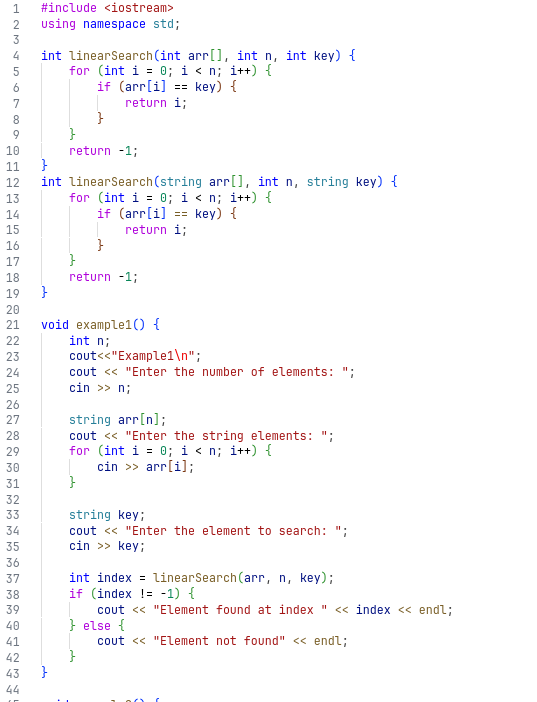 1 #include <iostream>
2 using namespace std;
3
4 int linearSearch(int arr[], int n, int key) {
5     for (int i = 0; i < n; i++) {
6         if (arr[i] == key) {
7             return i;
8         }
9     }
10     return -1;
11 }
12 int linearSearch(string arr[], int n, string key) {
13     for (int i = 0; i < n; i++) {
14         if (arr[i] == key) {
15             return i;
16         }
17     }
18     return -1;
19 }
20
21 void example1() {
22     int n;
23     cout<<"Example1\n";
24     cout << "Enter the number of elements: ";
25     cin >> n;
26
27     string arr[n];
28     cout << "Enter the string elements: ";
29     for (int i = 0; i < n; i++) {
30         cin >> arr[i];
31     }
32
33     string key;
34     cout << "Enter the element to search: ";
35     cin >> key;
36
37     int index = linearSearch(arr, n, key);
38     if (index != -1) {
39         cout << "Element found at index " << index << endl;
40     } else {
41         cout << "Element not found" << endl;
42     }
43 }
44